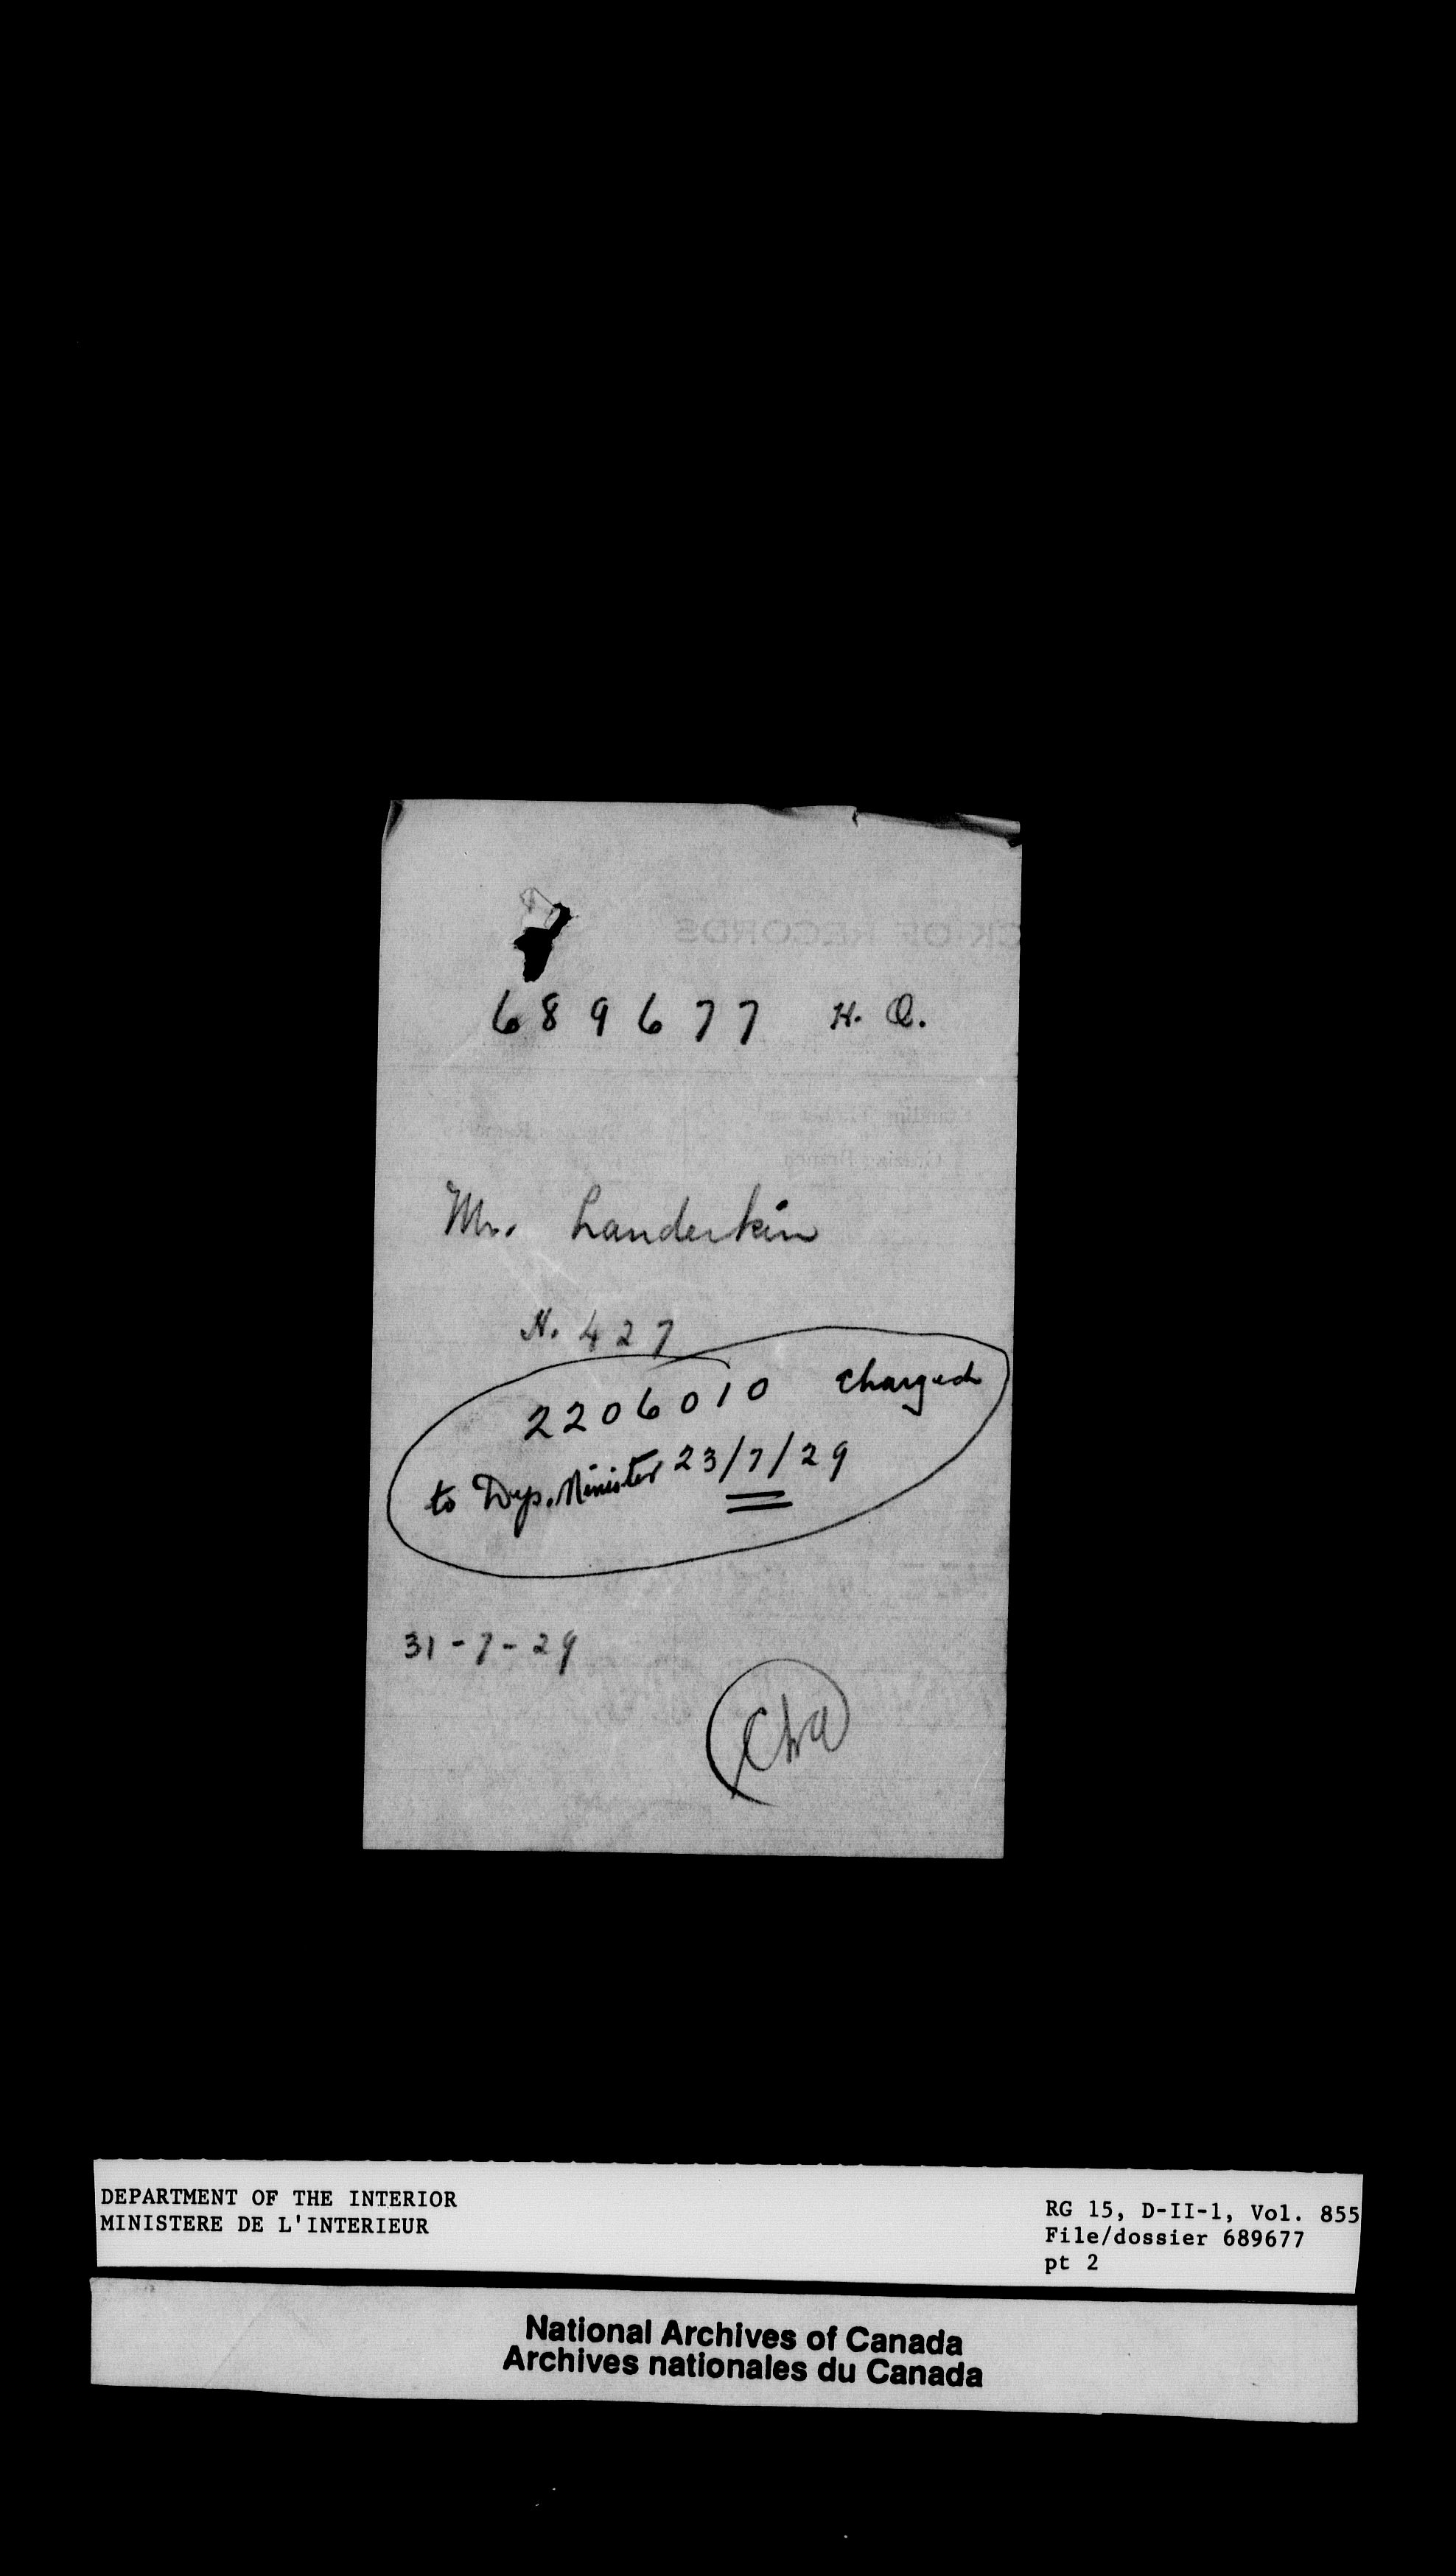 689677 H. Q.
Mr. Landerkin
N. 427
2206010 charged
to Dep. Minister 23/7/29
31-7-29
DEPARTMENT OF THE INTERIOR
MINISTERE DE L'INTERIEUR
RG 15, D-II-1, Vol. 855
File/dossier 689677
pt 2
National Archives of Canada
Archives nationales du Canada